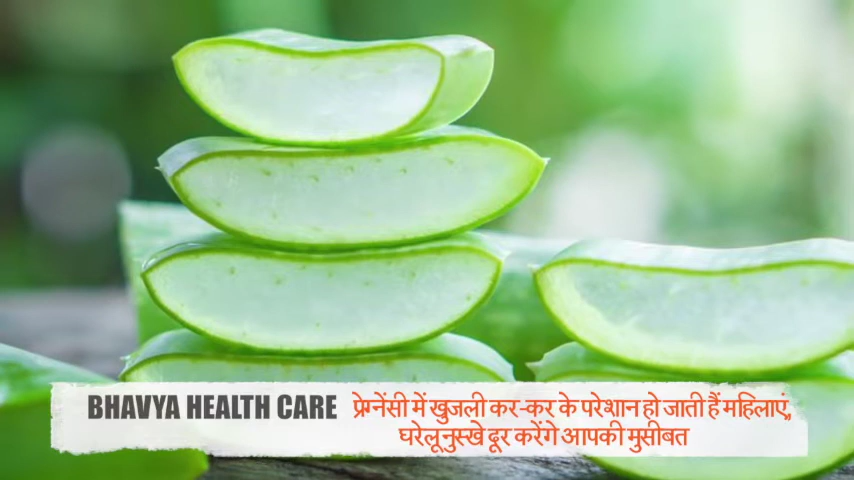 BHAVYA HEALTH CARE प्रेग्नेंसी में खुजली कर-कर के परेशान हो जाती हैं महिलाएं,
घरेलू नुस्खे दूर करेंगे आपकी मुसीबत